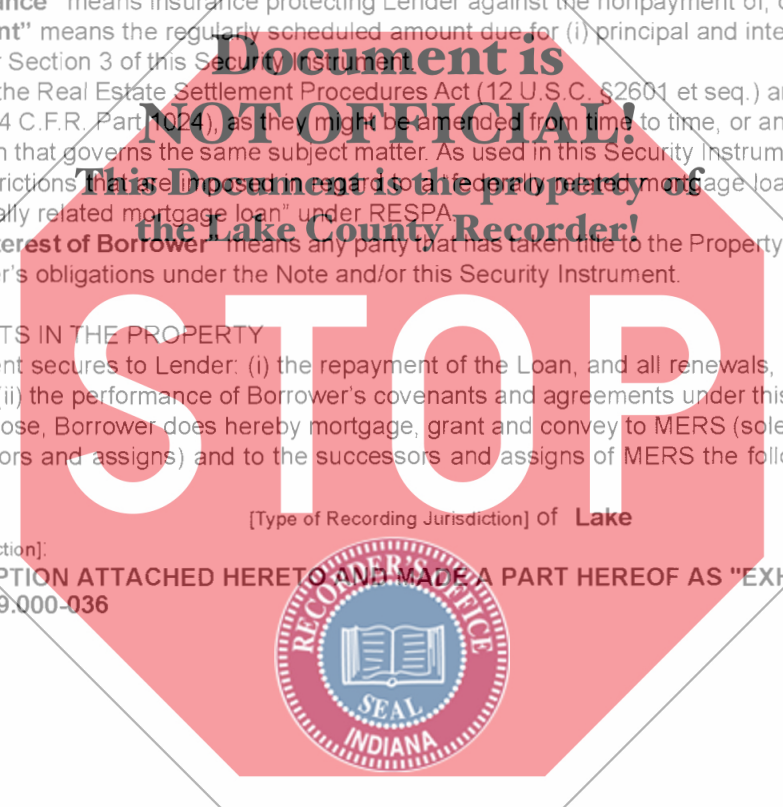 ance" means insurance protecting Lender against the nonpayment of, o
nt" means the regularly scheduled amount due for (i) principal and inte
r Section 3 of this Security Instrument.
Document is
the Real Estate Settlement Procedures Act (12 U.S.C. §2601 et seq.) a
NOT OFFICIAL!
4 C.F.R. Part 1024), as they might be amended from time to time, or an
n that governs the same subject matter. As used in this Security Instrum
This Document is the property of
rictions that are imposed in regard to a "federally related mortgage loa
ally related mortgage loan" under RESPA.
the Lake County Recorder!
terest of Borrower" means any party that has taken title to the Property
er's obligations under the Note and/or this Security Instrument.
STOP
TS IN THE PROPERTY
ent secures to Lender: (i) the repayment of the Loan, and all renewals,
(ii) the performance of Borrower's covenants and agreements under this
ose, Borrower does hereby mortgage, grant and convey to MERS (sole
ors and assigns) and to the successors and assigns of MERS the foll
[Type of Recording Jurisdiction] of Lake
ction]:
PTION ATTACHED HERETO AND MADE A PART HEREOF AS "EXH
9.000-036
RECORDER'S OFFICE
SEAL
INDIANA